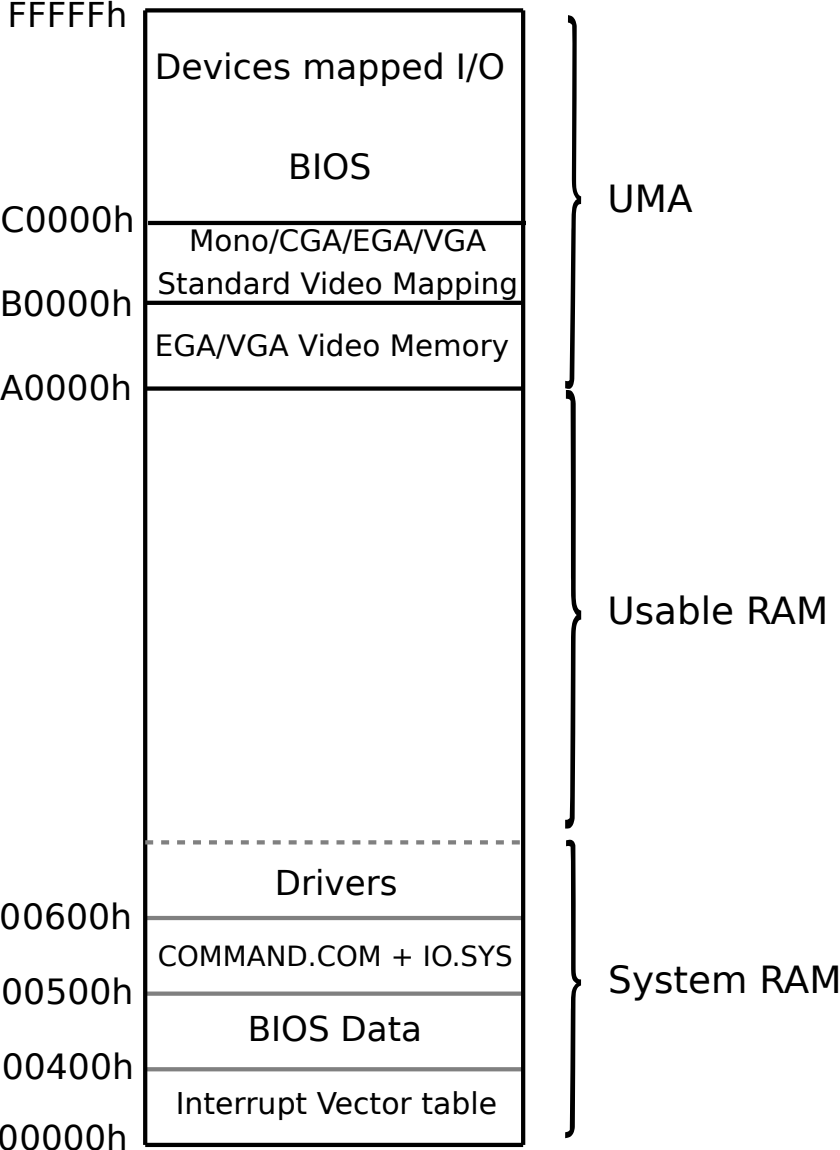 FFFFFh
Devices mapped I/O
BIOS
UMA
C0000h
Mono/CGA/EGA/VGA
Standard Video Mapping
B0000h
EGA/VGA Video Memory
A0000h
Usable RAM
Drivers
00600h
COMMAND.COM + IO.SYS
System RAM
00500h
BIOS Data
00400h
Interrupt Vector table
00000h